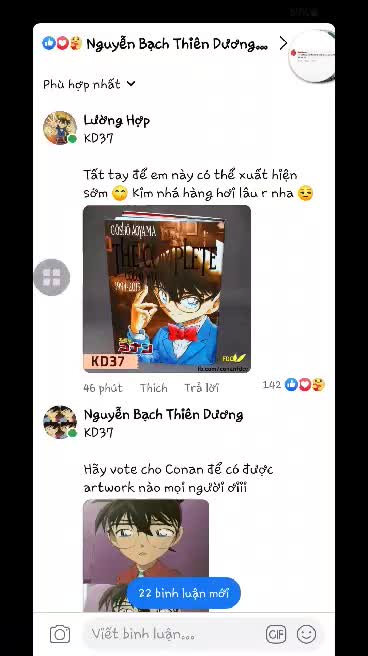 Nguyễn Bạch Thiên Dương...
Phù hợp nhất
Lường Hợp
KD37
Tất tay để em này có thể xuất hiện
sớm 😋 Kim nhá hàng hơi lâu r nha 😒
GOSHO AOYAMA
THE COMPLETE
KD37
fb.com/conanfdcv
46 phút Thích Trả lời 142
Nguyễn Bạch Thiên Dương
KD37
Hãy vote cho Conan để có được
artwork nào mọi người ơiii
22 bình luận mới
Viết bình luận...
GIF